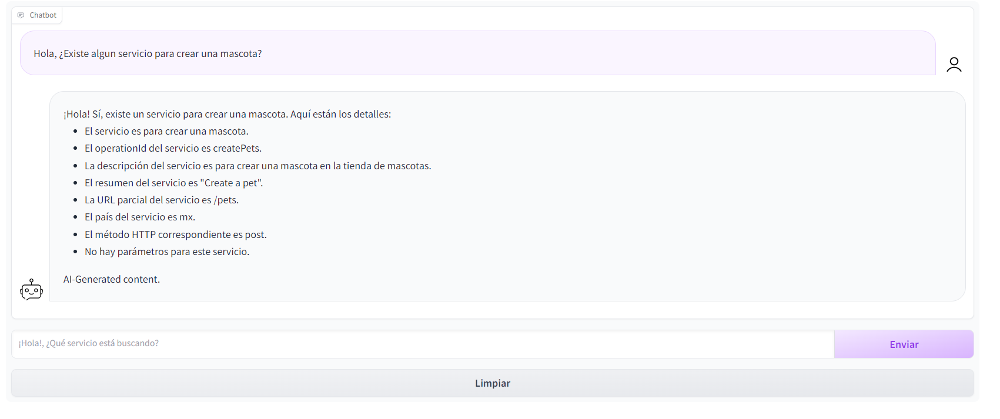 Chatbot
Hola, ¿Existe algun servicio para crear una mascota?
¡Hola! Sí, existe un servicio para crear una mascota. Aquí están los detalles:
El servicio es para crear una mascota.
El operationId del servicio es createPets.
La descripción del servicio es para crear una mascota en la tienda de mascotas.
El resumen del servicio es "Create a pet".
La URL parcial del servicio es /pets.
El país del servicio es mx.
El método HTTP correspondiente es post.
No hay parámetros para este servicio.
AI-Generated content.
¡Hola!, ¿Qué servicio está buscando?
Enviar
Limpiar